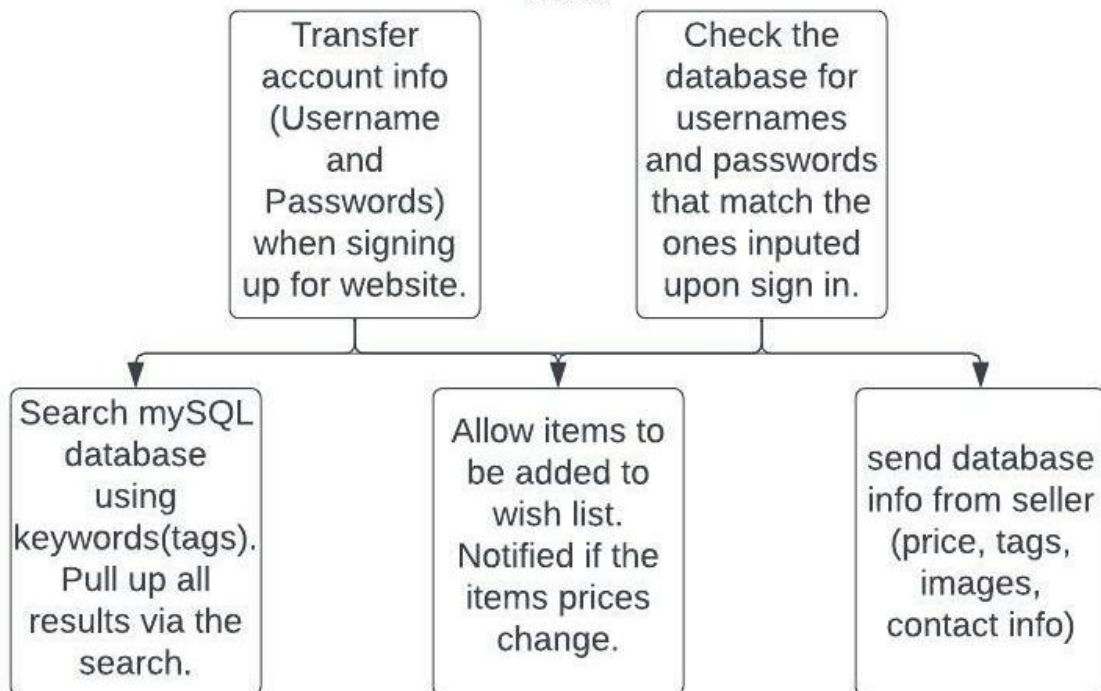 Transfer
account info
(Username
and
Passwords)
when signing
up for website.
Check the
database for
usernames
and passwords
that match the
ones inputed
upon sign in.
Search mySQL
database
using
keywords(tags).
Pull up all
results via the
search.
Allow items to
be added to
wish list.
Notified if the
items prices
change.
send database
info from seller
(price, tags,
images,
contact info)